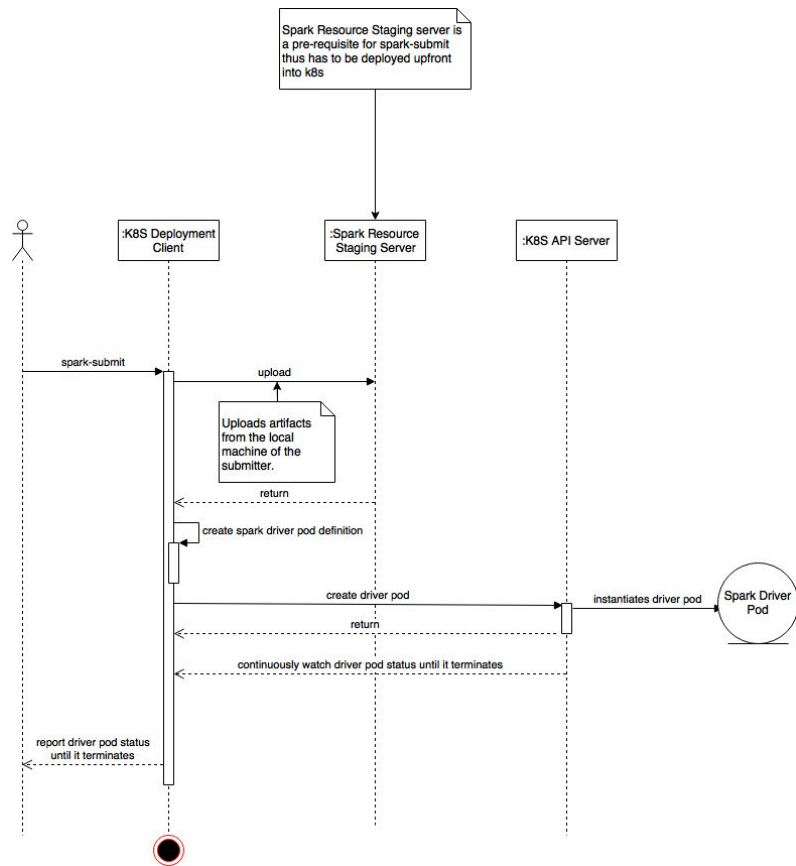 Spark Resource Staging server is
a pre-requisite for spark-submit
thus has to be deployed upfront
into k8s
:K8S Deployment
Client
:Spark Resource
Staging Server
:K8S API Server
spark-submit
upload
Uploads artifacts
from the local
machine of the
submitter.
return
create spark driver pod definition
create driver pod
instantiates driver pod
Spark Driver
Pod
return
continuously watch driver pod status until it terminates
report driver pod status
until it terminates